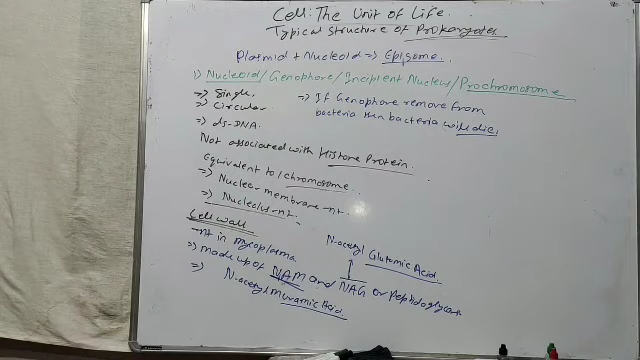 Cell: The Unit of Life.
Typical Structure of Prokaryotes
Plasmid + Nucleoid => Episome.
1) Nucleoid/Genophore/Incipient Nucleus/Prochromosome
=> Single.
=> Circular.
=> ds-DNA.
=> If Genophore remove from
bacteria then bacteria will die.
Not associated with Histone Protein.
Equivalent to 1 chromosome.
=> Nuclear membrane -nt.
=> Nucleolus -nt.
Cell wall
-nt in mycoplasma
=> made up of NAM and NAG or Peptidoglycan
=> N-acetyl Muramic Acid
N-acetyl Glutamic Acid